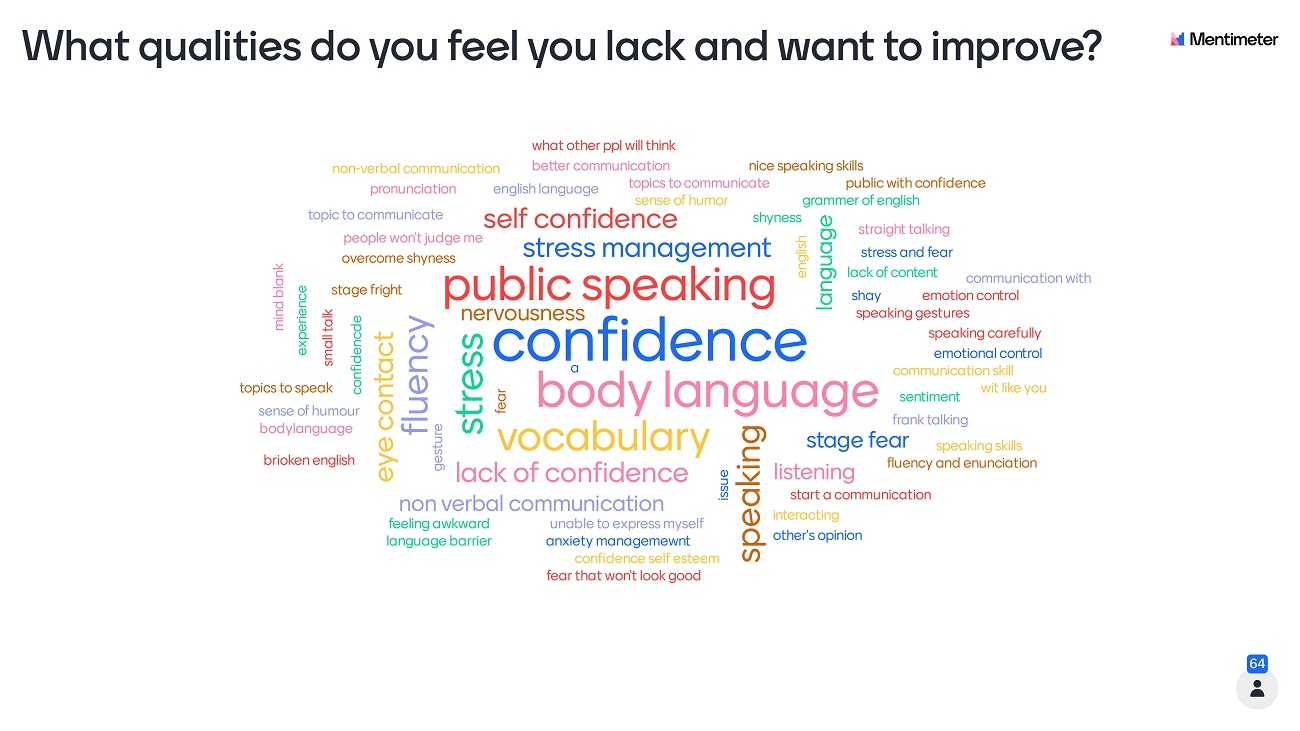 What qualities do you feel you lack and want to improve?
Mentimeter
what other ppl will think
non-verbal communication
better communication
nice speaking skills
pronunciation
english language
topics to communicate
public with confidence
sense of humor
grammer of english
topic to communicate
self confidence
shyness
language
straight talking
people won't judge me
stress management
english
stress and fear
overcome shyness
mind blank
experience
stage fright
public speaking
lack of content
communication with
small talk
confidencde
nervousness
shay
emotion control
speaking gestures
eye contact
fluency
stress
confidence
speaking carefully
emotional control
a
communication skill
topics to speak
fear
body language
wit like you
sentiment
sense of humour
frank talking
bodylanguage
gesture
vocabulary
stage fear
speaking skills
brioken english
lack of confidence
issue
speaking
listening
fluency and enunciation
non verbal communication
start a communication
feeling awkward
unable to express myself
interacting
language barrier
anxiety managemewnt
other's opinion
confidence self esteem
fear that won't look good
64